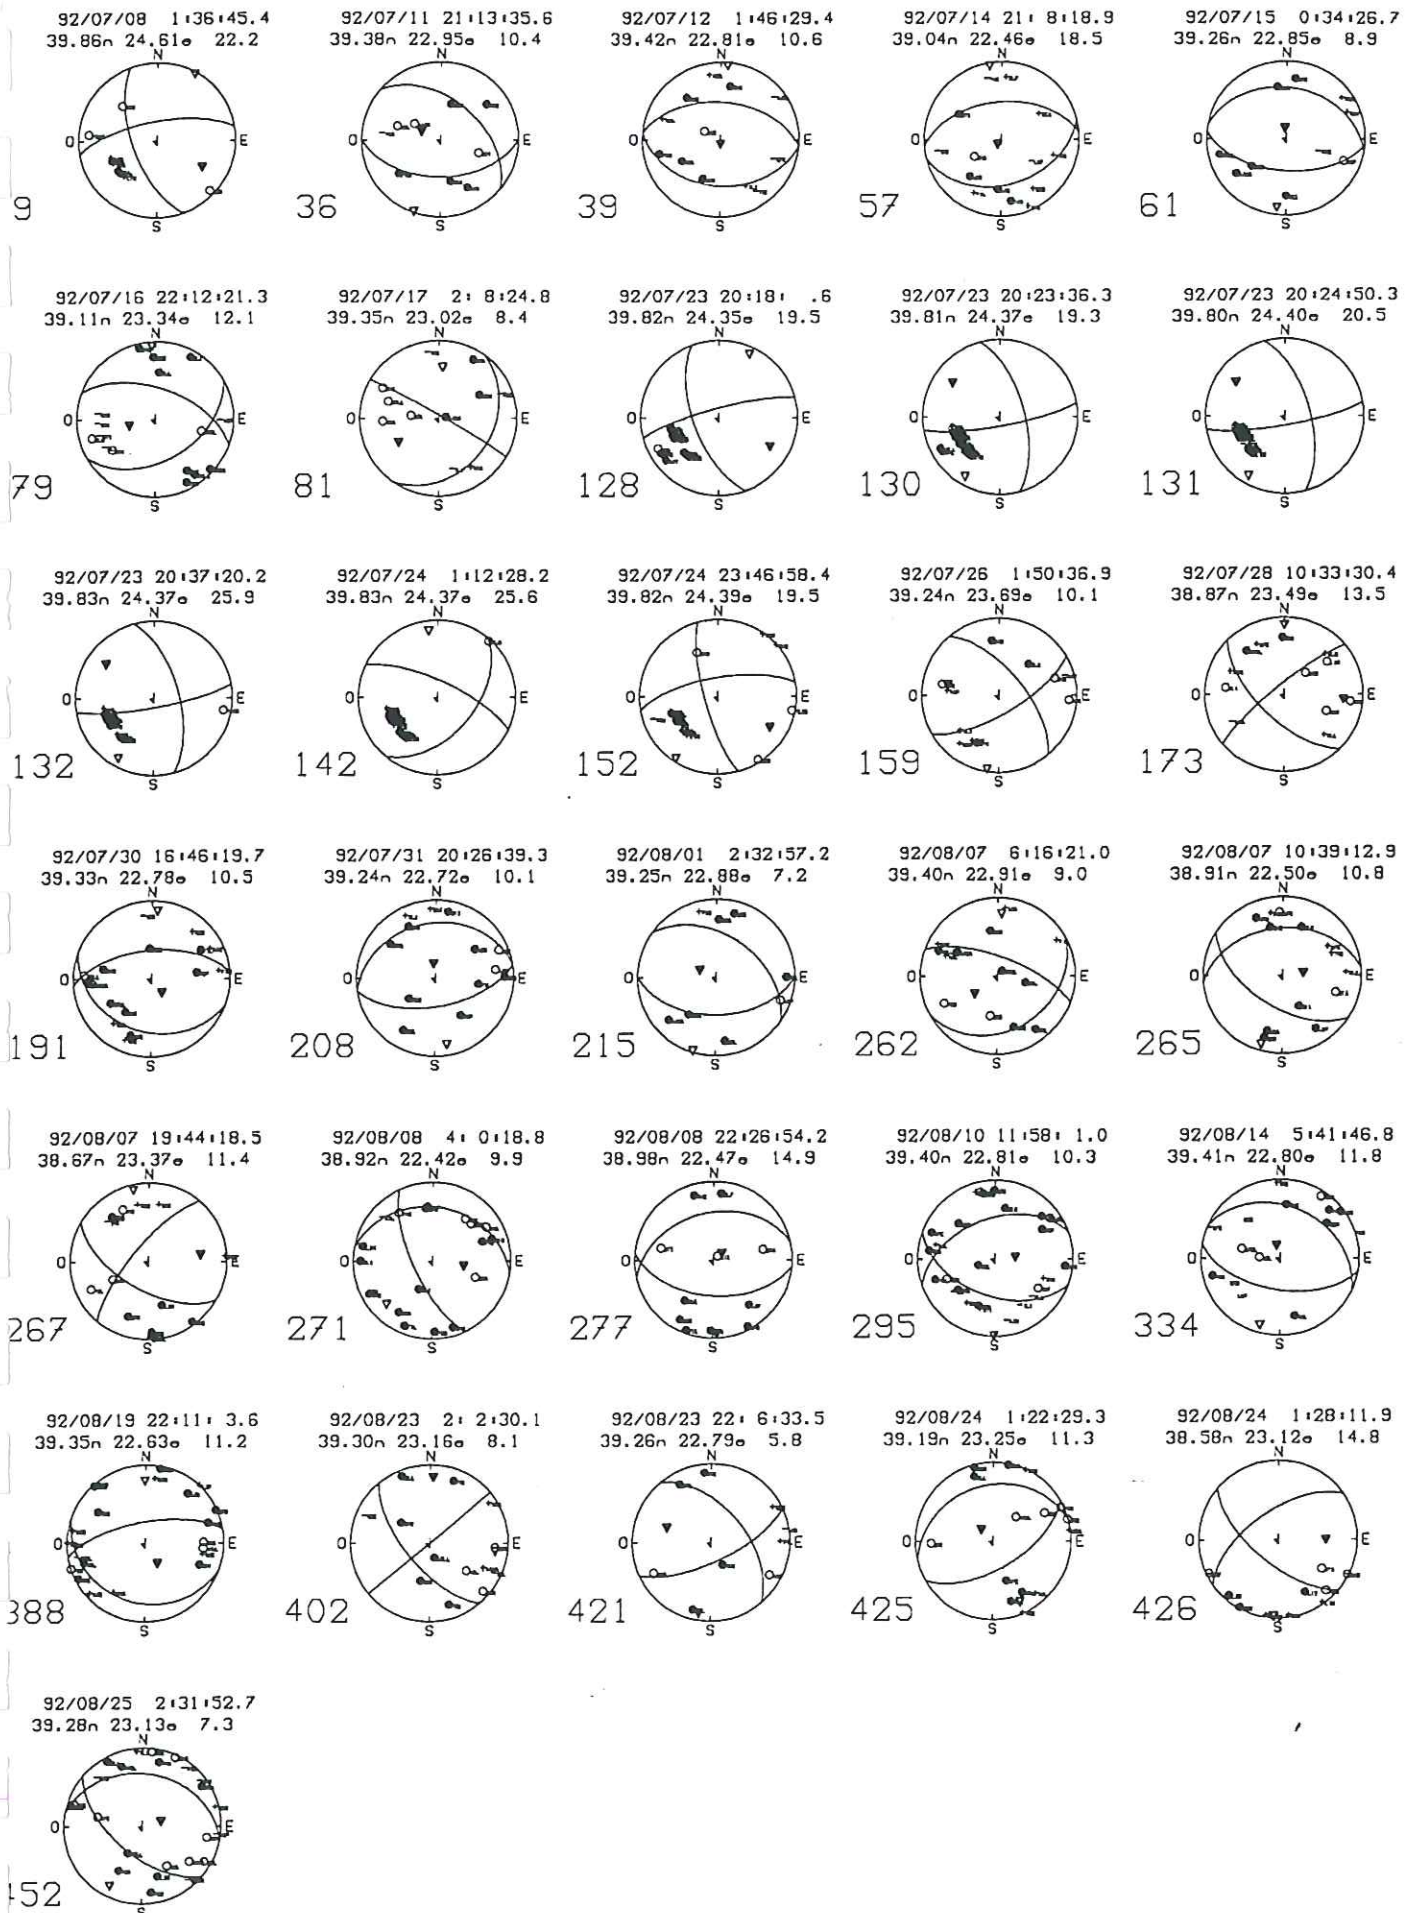 92/07/08 1:36:45.4
39.86n 24.61e 22.2
N
O E
S
9
92/07/11 21:13:35.6
39.38n 22.95e 10.4
N
O E
S
36
92/07/12 1:46:29.4
39.42n 22.81e 10.6
N
O E
S
39
92/07/14 21: 8:18.9
39.04n 22.46e 18.5
N
O E
S
57
92/07/15 0:34:26.7
39.26n 22.85e 8.9
N
O E
S
61
92/07/16 22:12:21.3
39.11n 23.34e 12.1
N
O E
S
79
92/07/17 2: 8:24.8
39.35n 23.02e 8.4
N
O E
S
81
92/07/23 20:18: .6
39.82n 24.35e 19.5
N
O E
S
128
92/07/23 20:23:36.3
39.81n 24.37e 19.3
N
O E
S
130
92/07/23 20:24:50.3
39.80n 24.40e 20.5
N
O E
S
131
92/07/23 20:37:20.2
39.83n 24.37e 25.9
N
O E
S
132
92/07/24 1:12:28.2
39.83n 24.37e 25.6
N
O E
S
142
92/07/24 23:46:58.4
39.82n 24.39e 19.5
N
O E
S
152
92/07/26 1:50:36.9
39.24n 23.69e 10.1
N
O E
S
159
92/07/28 10:33:30.4
38.87n 23.49e 13.5
N
O E
S
173
92/07/30 16:46:19.7
39.33n 22.78e 10.5
N
O E
S
191
92/07/31 20:26:39.3
39.24n 22.72e 10.1
N
O E
S
208
92/08/01 2:32:57.2
39.25n 22.88e 7.2
N
O E
S
215
92/08/07 6:16:21.0
39.40n 22.91e 9.0
N
O E
S
262
92/08/07 10:39:12.9
38.91n 22.50e 10.8
N
O E
S
265
92/08/07 19:44:18.5
38.67n 23.37e 11.4
N
O E
S
267
92/08/08 4: 0:18.8
38.92n 22.42e 9.9
N
O E
S
271
92/08/08 22:26:54.2
38.98n 22.47e 14.9
N
O E
S
277
92/08/10 11:58: 1.0
39.40n 22.81e 10.3
N
O E
S
295
92/08/14 5:41:46.8
39.41n 22.80e 11.8
N
O E
S
334
92/08/19 22:11: 3.6
39.35n 22.63e 11.2
N
O E
S
388
92/08/23 2: 2:30.1
39.30n 23.16e 8.1
N
O E
S
402
92/08/23 22: 6:33.5
39.26n 22.79e 5.8
N
O E
S
421
92/08/24 1:22:29.3
39.19n 23.25e 11.3
N
O E
S
425
92/08/24 1:28:11.9
38.58n 23.12e 14.8
N
O E
S
426
92/08/25 2:31:52.7
39.28n 23.13e 7.3
N
O E
S
452